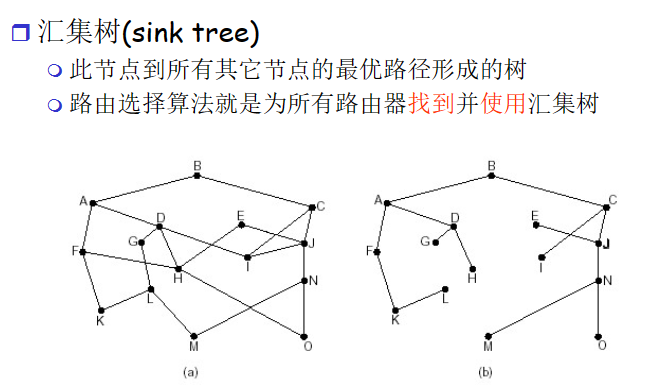 汇集树(sink tree)
此节点到所有其它节点的最优路径形成的树
路由选择算法就是为所有路由器找到并使用汇集树
B B
A C A C
D E D E
G J G J
F F
H I H I
L N L N
K K
M O M O
(a) (b)